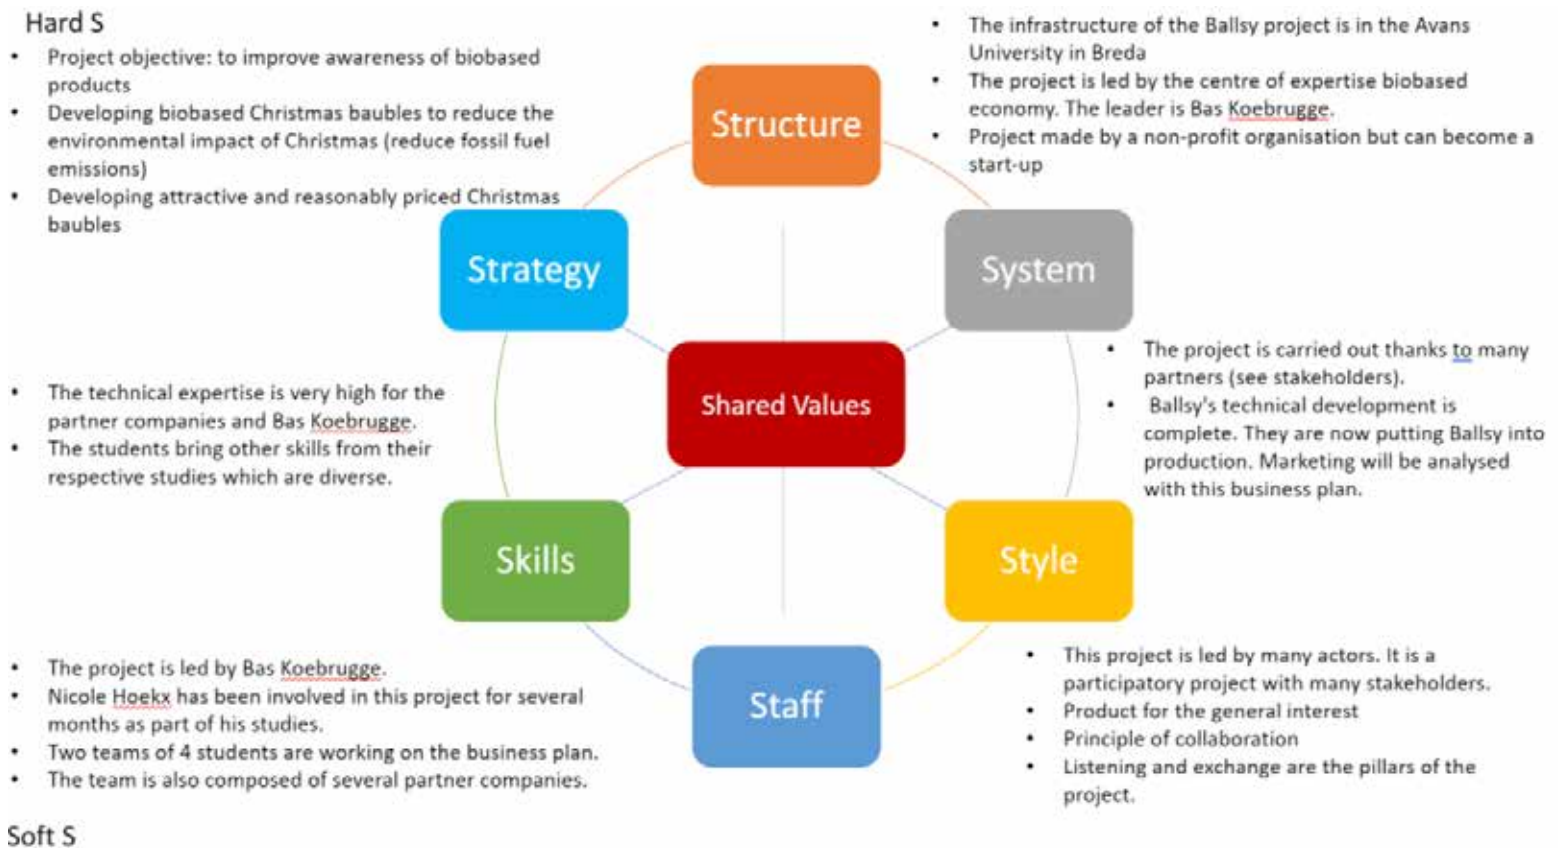 Hard S
• Project objective: to improve awareness of biobased
products
• Developing biobased Christmas baubles to reduce the
environmental impact of Christmas (reduce fossil fuel
emissions)
• Developing attractive and reasonably priced Christmas
baubles
• The infrastructure of the Ballsy project is in the Avans
University in Breda
• The project is led by the centre of expertise biobased
economy. The leader is Bas Koebrugge.
• Project made by a non-profit organisation but can become a
start-up
Structure
Strategy
System
Shared Values
• The project is carried out thanks to many
partners (see stakeholders).
• Ballsy's technical development is
complete. They are now putting Ballsy into
production. Marketing will be analysed
with this business plan.
• The technical expertise is very high for the
partner companies and Bas Koebrugge.
• The students bring other skills from their
respective studies which are diverse.
Skills
Style
Staff
• The project is led by Bas Koebrugge.
• Nicole Hoekx has been involved in this project for several
months as part of his studies.
• Two teams of 4 students are working on the business plan.
• The team is also composed of several partner companies.
• This project is led by many actors. It is a
participatory project with many stakeholders.
• Product for the general interest
• Principle of collaboration
• Listening and exchange are the pillars of the
project.
Soft S